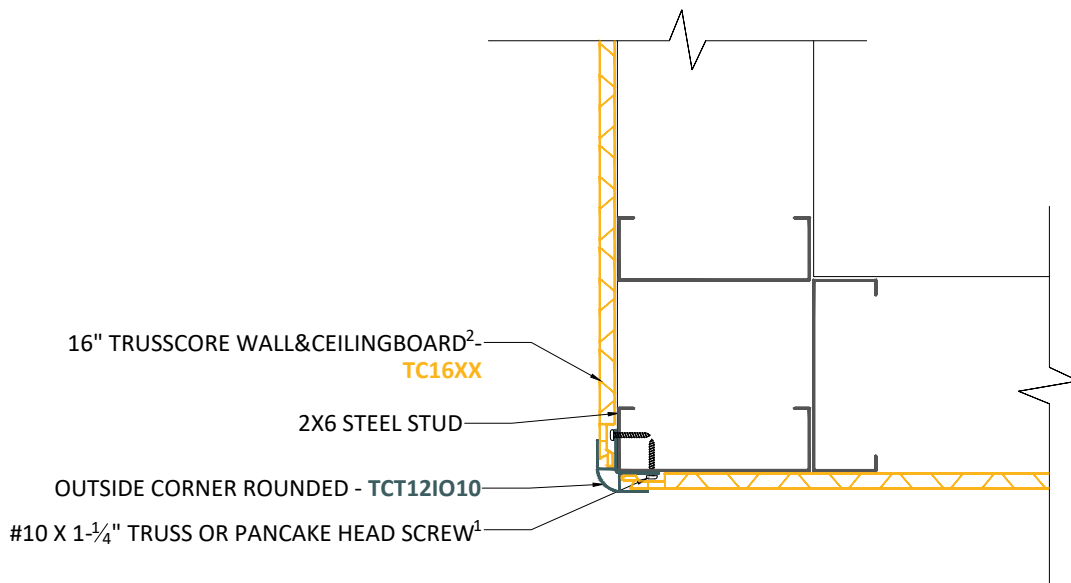 16" TRUSSCORE WALL&CEILINGBOARD²-
TC16XX
2X6 STEEL STUD
OUTSIDE CORNER ROUNDED - TCT12IO10
#10 X 1-¼" TRUSS OR PANCAKE HEAD SCREW¹